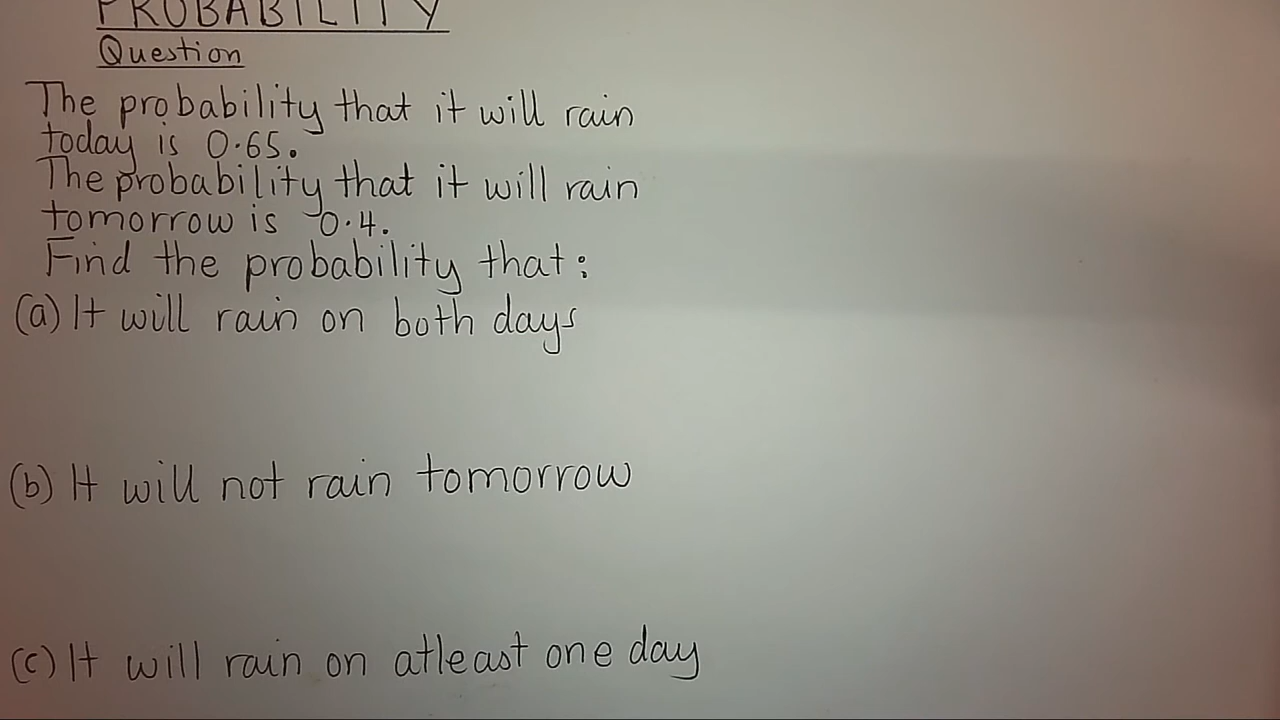 PROBABILITY
Question
The probability that it will rain
today is 0.65.
The probability that it will rain
tomorrow is 0.4.
Find the probability that:
(a) It will rain on both days
(b) It will not rain tomorrow
(c) It will rain on atleast one day